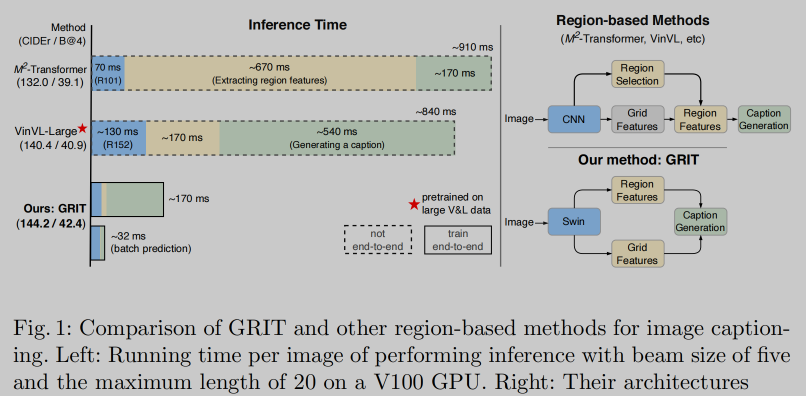 Inference Time
Method
(CIDEr / B@4)
~910 ms
M²-Transformer
(132.0 / 39.1)
70 ms
(R101)
~670 ms
(Extracting region features)
~170 ms
~840 ms
VinVL-Large★
(140.4 / 40.9)
~130 ms
(R152)
~170 ms
~540 ms
(Generating a caption)
Ours: GRIT
(144.2 / 42.4)
~170 ms
~32 ms
(batch prediction)
★ pretrained on
large V&L data
not
end-to-end
train
end-to-end
Region-based Methods
(M²-Transformer, VinVL, etc)
Region
Selection
Image
CNN
Grid
Features
Region
Features
Caption
Generation
Our method: GRIT
Region
Features
Image
Swin
Caption
Generation
Grid
Features
Fig. 1: Comparison of GRIT and other region-based methods for image caption-
ing. Left: Running time per image of performing inference with beam size of five
and the maximum length of 20 on a V100 GPU. Right: Their architectures